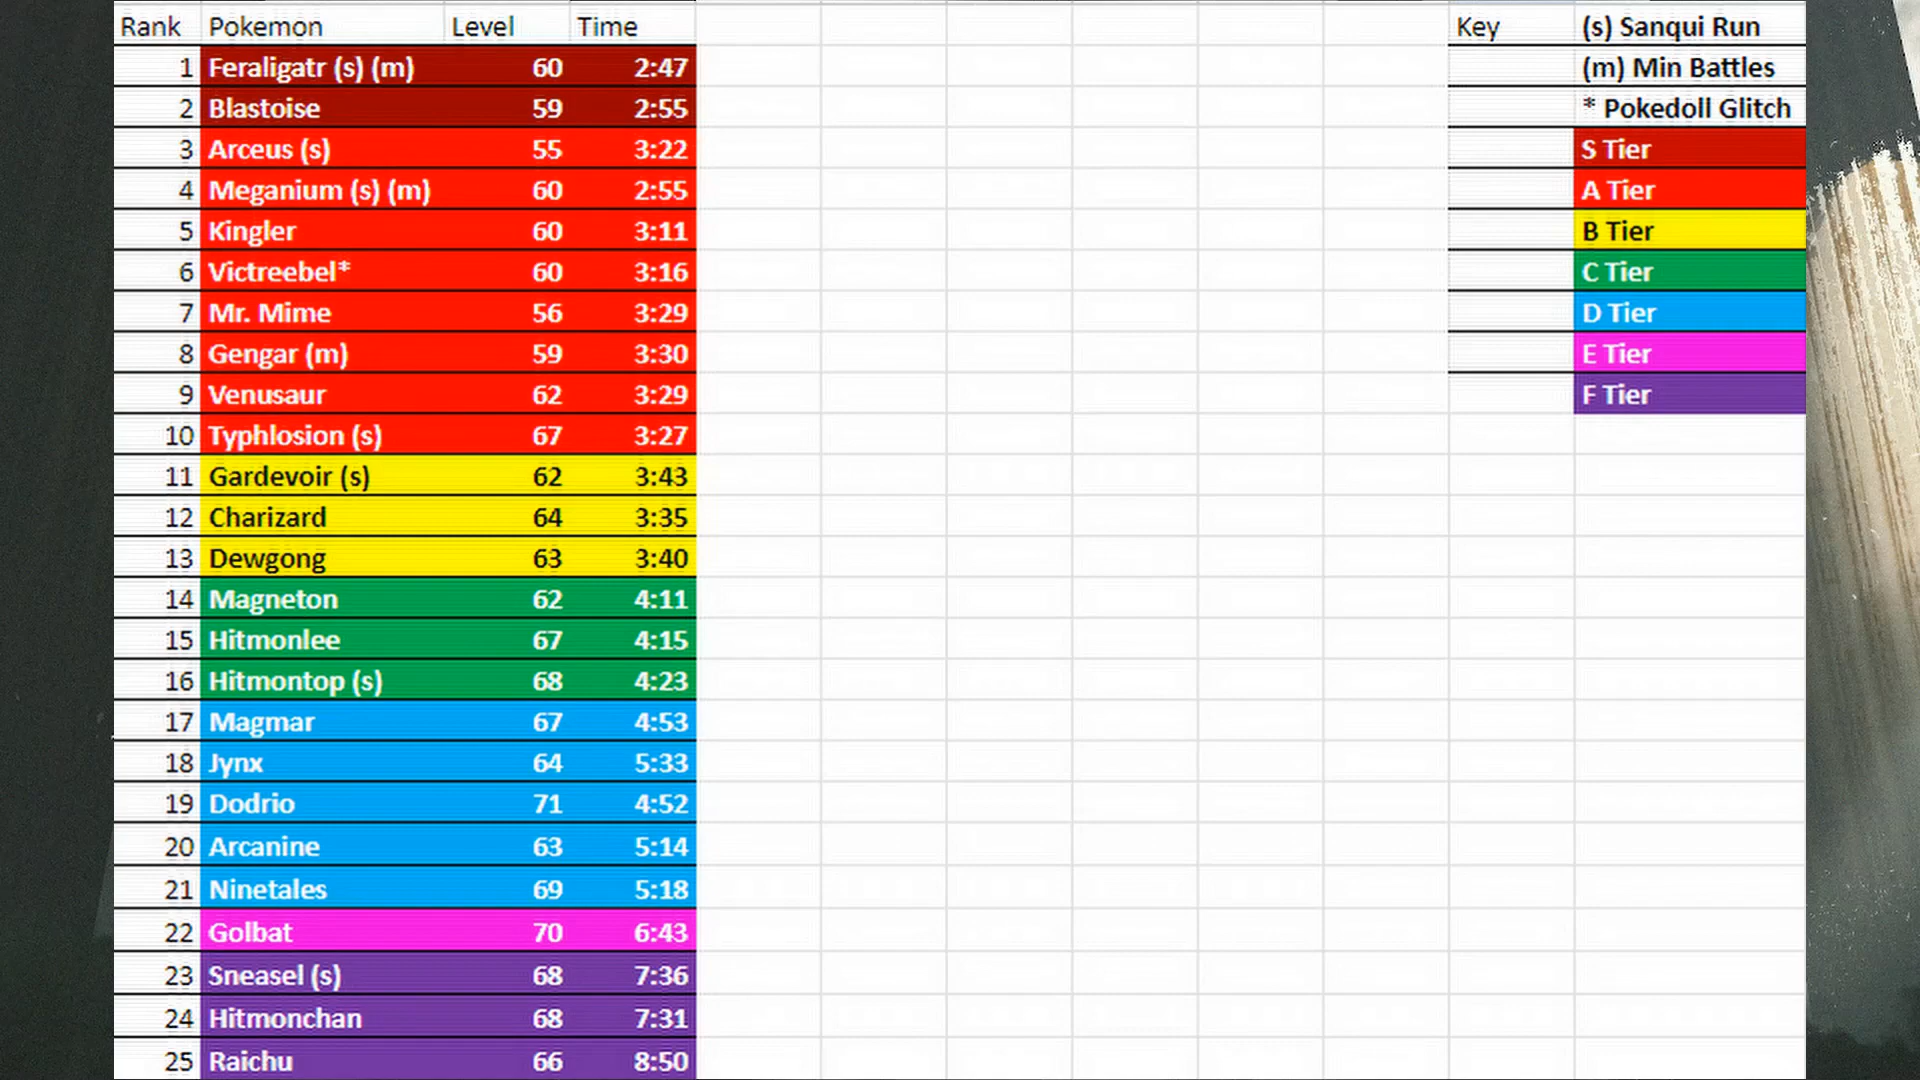 Rank Pokemon Level Time Key (s) Sanqui Run
1 Feraligatr (s) (m) 60 2:47 (m) Min Battles
2 Blastoise 59 2:55 * Pokedoll Glitch
3 Arceus (s) 55 3:22 S Tier
4 Meganium (s) (m) 60 2:55 A Tier
5 Kingler 60 3:11 B Tier
6 Victreebel* 60 3:16 C Tier
7 Mr. Mime 56 3:29 D Tier
8 Gengar (m) 59 3:30 E Tier
9 Venusaur 62 3:29 F Tier
10 Typhlosion (s) 67 3:27
11 Gardevoir (s) 62 3:43
12 Charizard 64 3:35
13 Dewgong 63 3:40
14 Magneton 62 4:11
15 Hitmonlee 67 4:15
16 Hitmontop (s) 68 4:23
17 Magmar 67 4:53
18 Jynx 64 5:33
19 Dodrio 71 4:52
20 Arcanine 63 5:14
21 Ninetales 69 5:18
22 Golbat 70 6:43
23 Sneasel (s) 68 7:36
24 Hitmonchan 68 7:31
25 Raichu 66 8:50